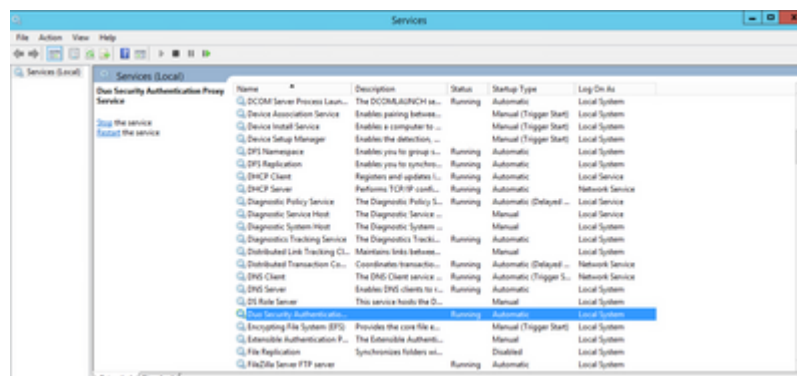 Services
File Action View Help
Services (Local)
Services (Local)
Duo Security Authentication Proxy
Service
Stop the service
Restart the service
Name Description Status Startup Type Log On As
DCOM Server Process Laun... The DCOMLAUNCH se... Running Automatic Local System
Device Association Service Enables pairing betwee... Manual (Trigger Start) Local System
Device Install Service Enables a computer to ... Manual (Trigger Start) Local System
Device Setup Manager Enables the detection, ... Manual (Trigger Start) Local System
DFS Namespace Enables you to group s... Running Automatic Local System
DFS Replication Enables you to synchro... Running Automatic Local System
DHCP Client Registers and updates I... Running Automatic Local Service
DHCP Server Performs TCP/IP confi... Running Automatic Network Service
Diagnostic Policy Service The Diagnostic Policy S... Running Automatic (Delayed ... Local Service
Diagnostic Service Host The Diagnostic Service ... Manual Local Service
Diagnostic System Host The Diagnostic System ... Manual Local System
Diagnostics Tracking Service The Diagnostics Tracki... Running Automatic Local System
Distributed Link Tracking Cl... Maintains links betwee... Manual Local System
Distributed Transaction Co... Coordinates transactio... Running Automatic (Delayed ... Network Service
DNS Client The DNS Client service ... Running Automatic (Trigger S... Network Service
DNS Server Enables DNS clients to r... Running Automatic Local System
DS Role Server This service hosts the D... Manual Local System
Duo Security Authenticatio... Running Automatic Local System
Encrypting File System (EFS) Provides the core file e... Manual (Trigger Start) Local System
Extensible Authentication P... The Extensible Authenti... Manual Local System
File Replication Synchronizes folders wi... Disabled Local System
FileZilla Server FTP server Running Automatic Local System